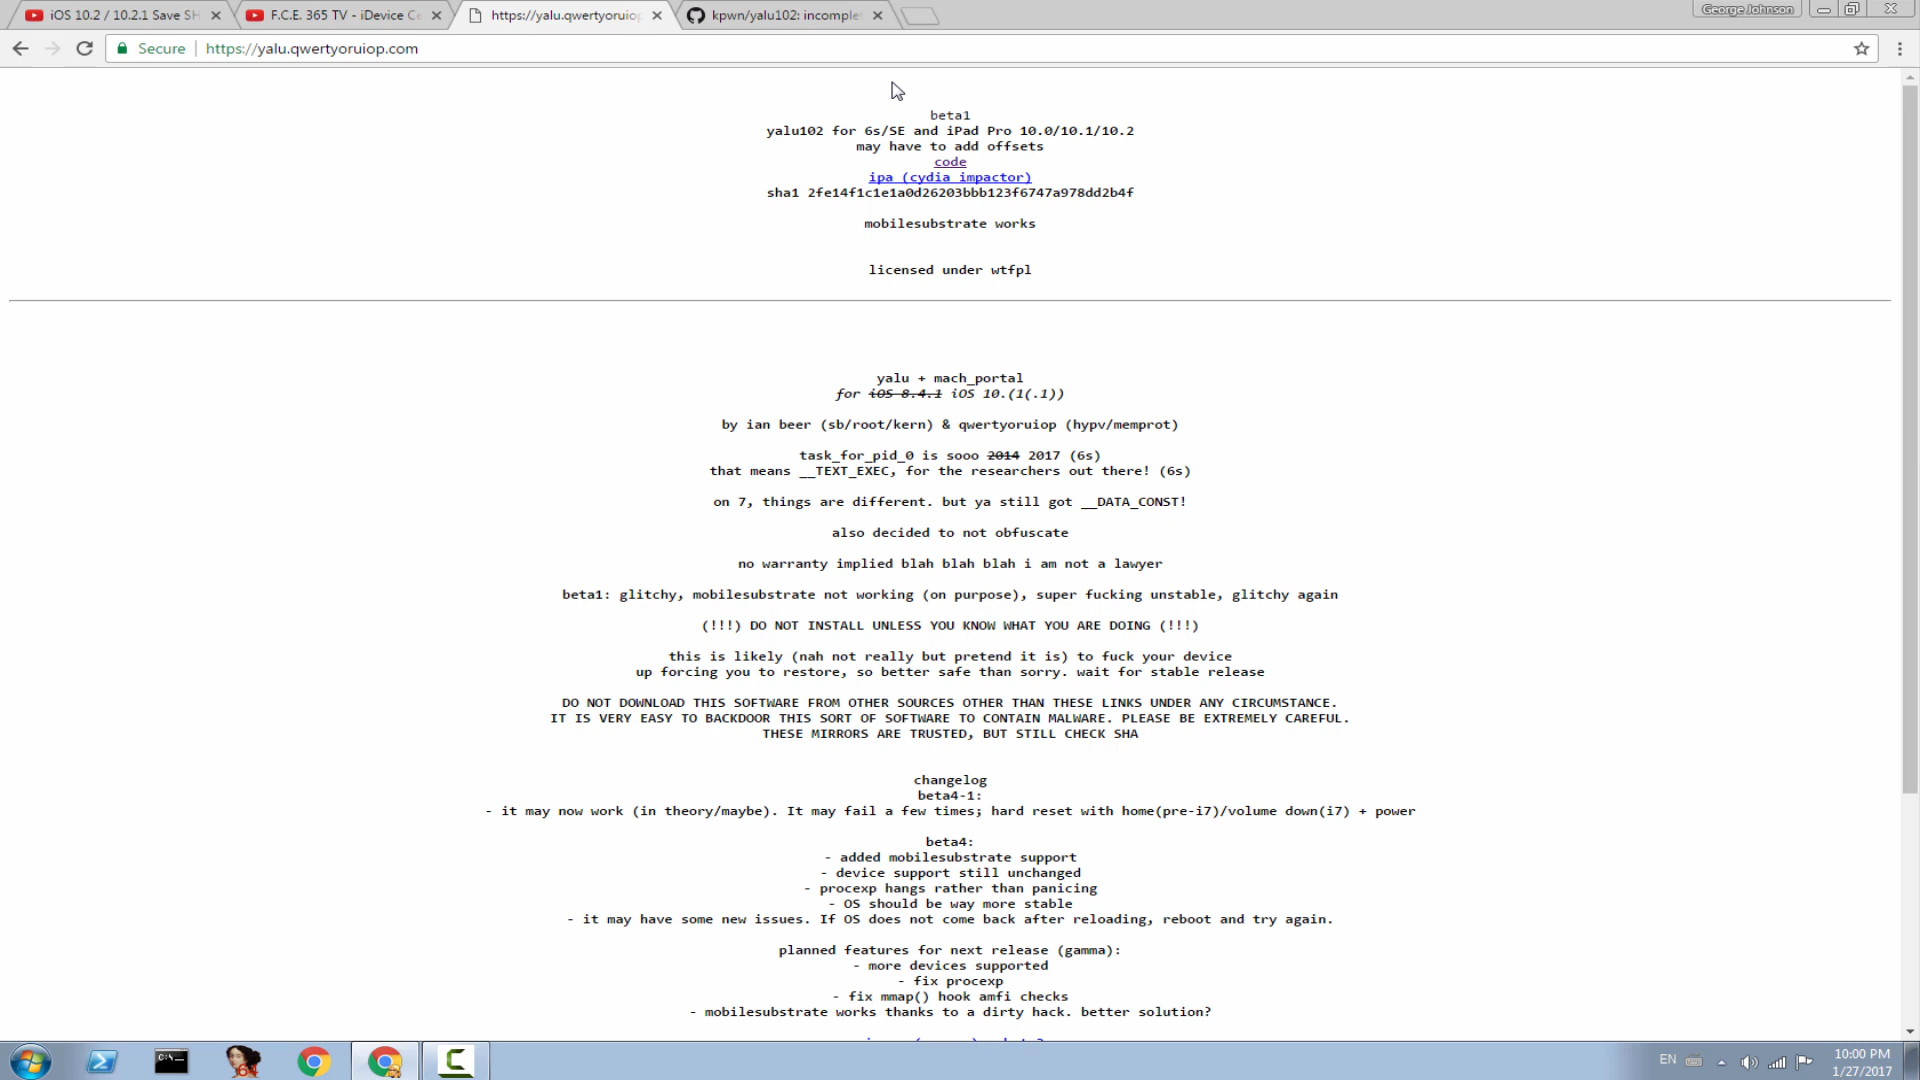 iOS 10.2 / 10.2.1 Save SH
F.C.E. 365 TV - iDevice Ce
https://yalu.qwertyoruiop
kpwn/yalu102: incomplet
George Johnson
Secure
https://yalu.qwertyoruiop.com
beta1
yalu102 for 6s/SE and iPad Pro 10.0/10.1/10.2
may have to add offsets
code
ipa (cydia impactor)
sha1 2fe14f1c1e1a0d26203bbb123f6747a978dd2b4f
mobilesubstrate works
licensed under wtfpl
yalu + mach_portal
for iOS 8.4.1 iOS 10.(1(.1))
by ian beer (sb/root/kern) & qwertyoruiop (hypv/memprot)
task_for_pid_0 is sooo 2014 2017 (6s)
that means __TEXT_EXEC, for the researchers out there! (6s)
on 7, things are different. but ya still got __DATA_CONST!
also decided to not obfuscate
no warranty implied blah blah blah i am not a lawyer
beta1: glitchy, mobilesubstrate not working (on purpose), super fucking unstable, glitchy again
(!!!) DO NOT INSTALL UNLESS YOU KNOW WHAT YOU ARE DOING (!!!)
this is likely (nah not really but pretend it is) to fuck your device
up forcing you to restore, so better safe than sorry. wait for stable release
DO NOT DOWNLOAD THIS SOFTWARE FROM OTHER SOURCES OTHER THAN THESE LINKS UNDER ANY CIRCUMSTANCE.
IT IS VERY EASY TO BACKDOOR THIS SORT OF SOFTWARE TO CONTAIN MALWARE. PLEASE BE EXTREMELY CAREFUL.
THESE MIRRORS ARE TRUSTED, BUT STILL CHECK SHA
changelog
beta4-1:
- it may now work (in theory/maybe). It may fail a few times; hard reset with home(pre-i7)/volume down(i7) + power
beta4:
- added mobilesubstrate support
- device support still unchanged
- procexp hangs rather than panicing
- OS should be way more stable
- it may have some new issues. If OS does not come back after reloading, reboot and try again.
planned features for next release (gamma):
- more devices supported
- fix procexp
- fix mmap() hook amfi checks
- mobilesubstrate works thanks to a dirty hack. better solution?
C:\
64
EN
10:00 PM
1/27/2017